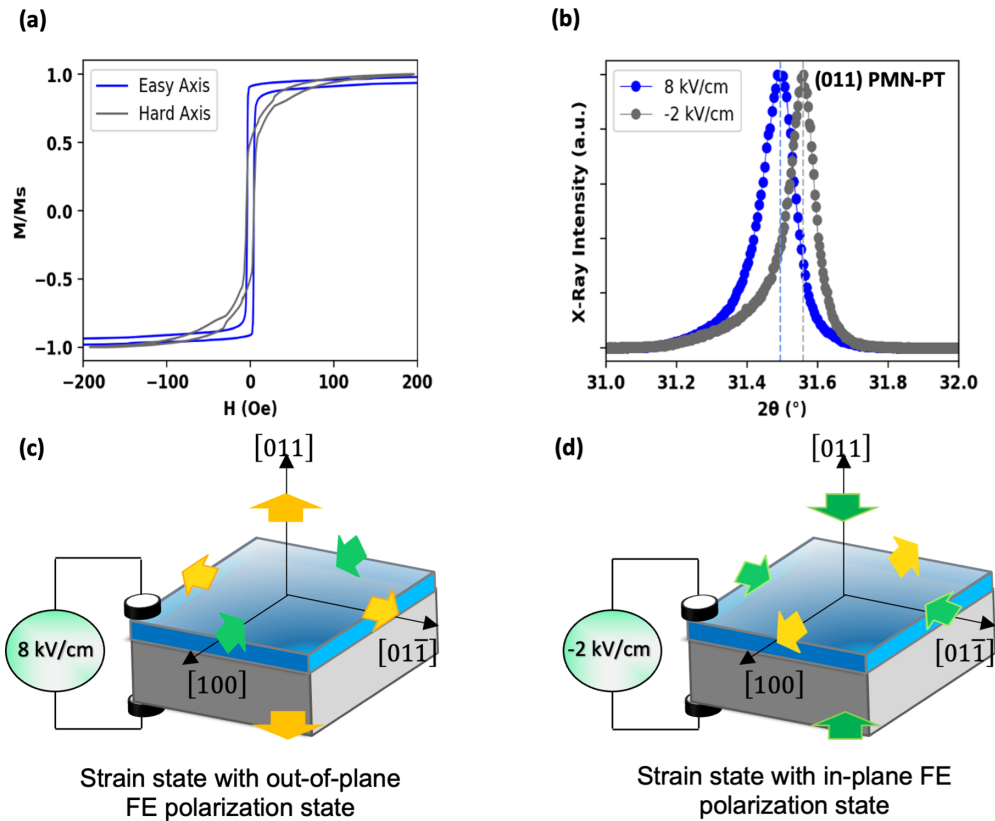 (a)
Easy Axis
Hard Axis
1.0
0.5
0.0
−0.5
−1.0
M/Ms
−200
−100
0
100
200
H (Oe)
(b)
8 kV/cm
-2 kV/cm
(011) PMN-PT
X-Ray Intensity (a.u.)
31.0
31.2
31.4
31.6
31.8
32.0
2θ (°)
(c)
[011]
8 kV/cm
[100]
[011̅]
Strain state with out-of-plane
FE polarization state
(d)
[011]
-2 kV/cm
[100]
[011̅]
Strain state with in-plane FE
polarization state